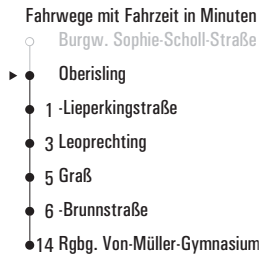 Fahrwege mit Fahrzeit in Minuten
Burgw. Sophie-Scholl-Straße
Oberisling
1 -Lieperkingstraße
3 Leoprechting
5 Graß
6 -Brunnstraße
14 Rgbg. Von-Müller-Gymnasium